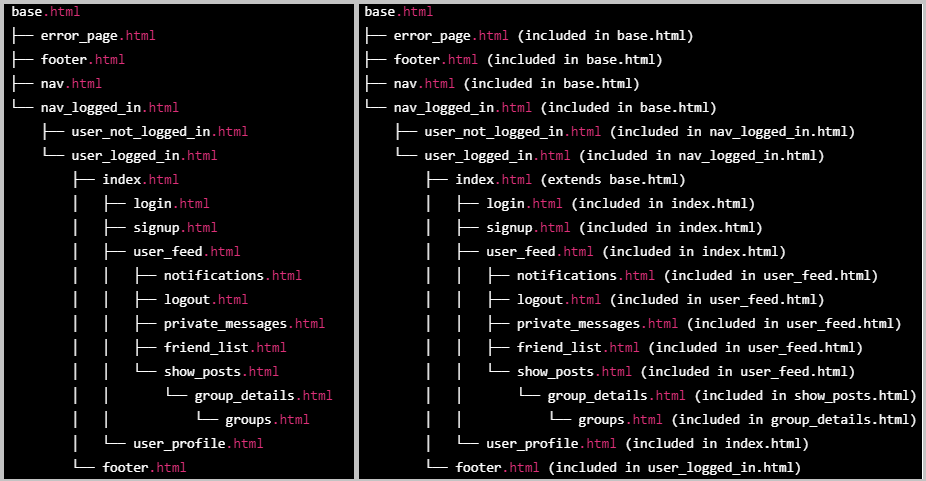 base.html
├── error_page.html
├── footer.html
├── nav.html
└── nav_logged_in.html
    ├── user_not_logged_in.html
    └── user_logged_in.html
        ├── index.html
        │   ├── login.html
        │   ├── signup.html
        │   ├── user_feed.html
        │   │   ├── notifications.html
        │   │   ├── logout.html
        │   │   ├── private_messages.html
        │   │   ├── friend_list.html
        │   │   └── show_posts.html
        │   │       └── group_details.html
        │   │           └── groups.html
        │   └── user_profile.html
        └── footer.html
base.html
├── error_page.html (included in base.html)
├── footer.html (included in base.html)
├── nav.html (included in base.html)
└── nav_logged_in.html (included in base.html)
    ├── user_not_logged_in.html (included in nav_logged_in.html)
    └── user_logged_in.html (included in nav_logged_in.html)
        ├── index.html (extends base.html)
        │   ├── login.html (included in index.html)
        │   ├── signup.html (included in index.html)
        │   ├── user_feed.html (included in index.html)
        │   │   ├── notifications.html (included in user_feed.html)
        │   │   ├── logout.html (included in user_feed.html)
        │   │   ├── private_messages.html (included in user_feed.html)
        │   │   ├── friend_list.html (included in user_feed.html)
        │   │   └── show_posts.html (included in user_feed.html)
        │   │       └── group_details.html (included in show_posts.html)
        │   │           └── groups.html (included in group_details.html)
        │   └── user_profile.html (included in index.html)
        └── footer.html (included in user_logged_in.html)